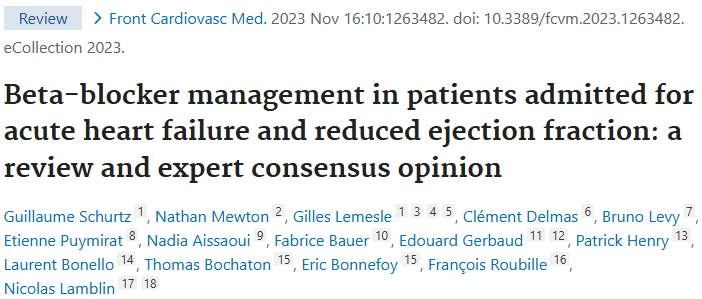 Review > Front Cardiovasc Med. 2023 Nov 16:10:1263482. doi: 10.3389/fcvm.2023.1263482.
eCollection 2023.
Beta-blocker management in patients admitted for
acute heart failure and reduced ejection fraction: a
review and expert consensus opinion
Guillaume Schurtz 1, Nathan Mewton 2, Gilles Lemesle 1 3 4 5, Clément Delmas 6, Bruno Levy 7,
Etienne Puymirat 8, Nadia Aissaoui 9, Fabrice Bauer 10, Edouard Gerbaud 11 12, Patrick Henry 13,
Laurent Bonello 14, Thomas Bochaton 15, Eric Bonnefoy 15, François Roubille 16,
Nicolas Lamblin 17 18